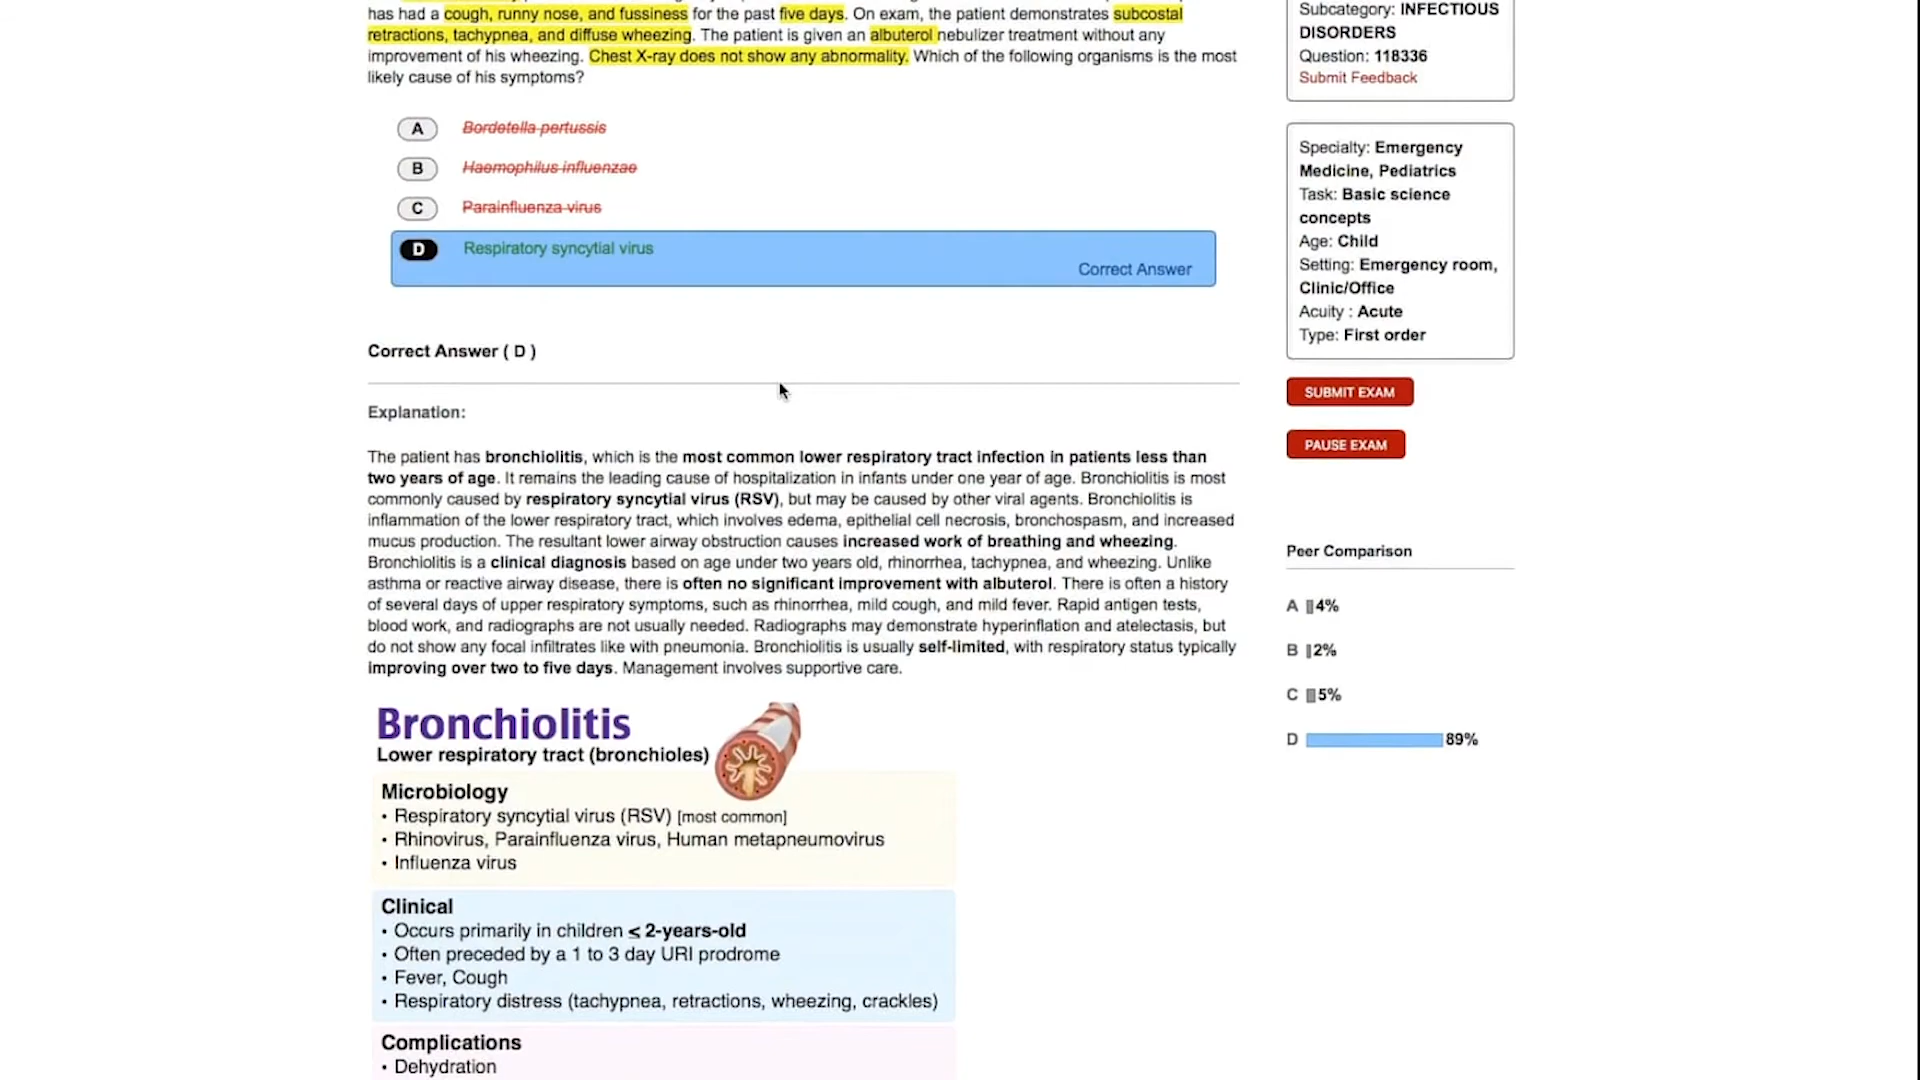 has had a cough, runny nose, and fussiness for the past five days. On exam, the patient demonstrates subcostal
retractions, tachypnea, and diffuse wheezing. The patient is given an albuterol nebulizer treatment without any
improvement of his wheezing. Chest X-ray does not show any abnormality. Which of the following organisms is the most
likely cause of his symptoms?
A Bordetella pertussis
B Haemophilus influenzae
C Parainfluenza virus
D Respiratory syncytial virus
Correct Answer
Correct Answer ( D )
Explanation:
The patient has bronchiolitis, which is the most common lower respiratory tract infection in patients less than
two years of age. It remains the leading cause of hospitalization in infants under one year of age. Bronchiolitis is most
commonly caused by respiratory syncytial virus (RSV), but may be caused by other viral agents. Bronchiolitis is
inflammation of the lower respiratory tract, which involves edema, epithelial cell necrosis, bronchospasm, and increased
mucus production. The resultant lower airway obstruction causes increased work of breathing and wheezing.
Bronchiolitis is a clinical diagnosis based on age under two years old, rhinorrhea, tachypnea, and wheezing. Unlike
asthma or reactive airway disease, there is often no significant improvement with albuterol. There is often a history
of several days of upper respiratory symptoms, such as rhinorrhea, mild cough, and mild fever. Rapid antigen tests,
blood work, and radiographs are not usually needed. Radiographs may demonstrate hyperinflation and atelectasis, but
do not show any focal infiltrates like with pneumonia. Bronchiolitis is usually self-limited, with respiratory status typically
improving over two to five days. Management involves supportive care.
Bronchiolitis
Lower respiratory tract (bronchioles)
Microbiology
• Respiratory syncytial virus (RSV) [most common]
• Rhinovirus, Parainfluenza virus, Human metapneumovirus
• Influenza virus
Clinical
• Occurs primarily in children ≤ 2-years-old
• Often preceded by a 1 to 3 day URI prodrome
• Fever, Cough
• Respiratory distress (tachypnea, retractions, wheezing, crackles)
Complications
• Dehydration
Subcategory: INFECTIOUS
DISORDERS
Question: 118336
Submit Feedback
Specialty: Emergency
Medicine, Pediatrics
Task: Basic science
concepts
Age: Child
Setting: Emergency room,
Clinic/Office
Acuity : Acute
Type: First order
SUBMIT EXAM
PAUSE EXAM
Peer Comparison
A 4%
B 2%
C 5%
D 89%